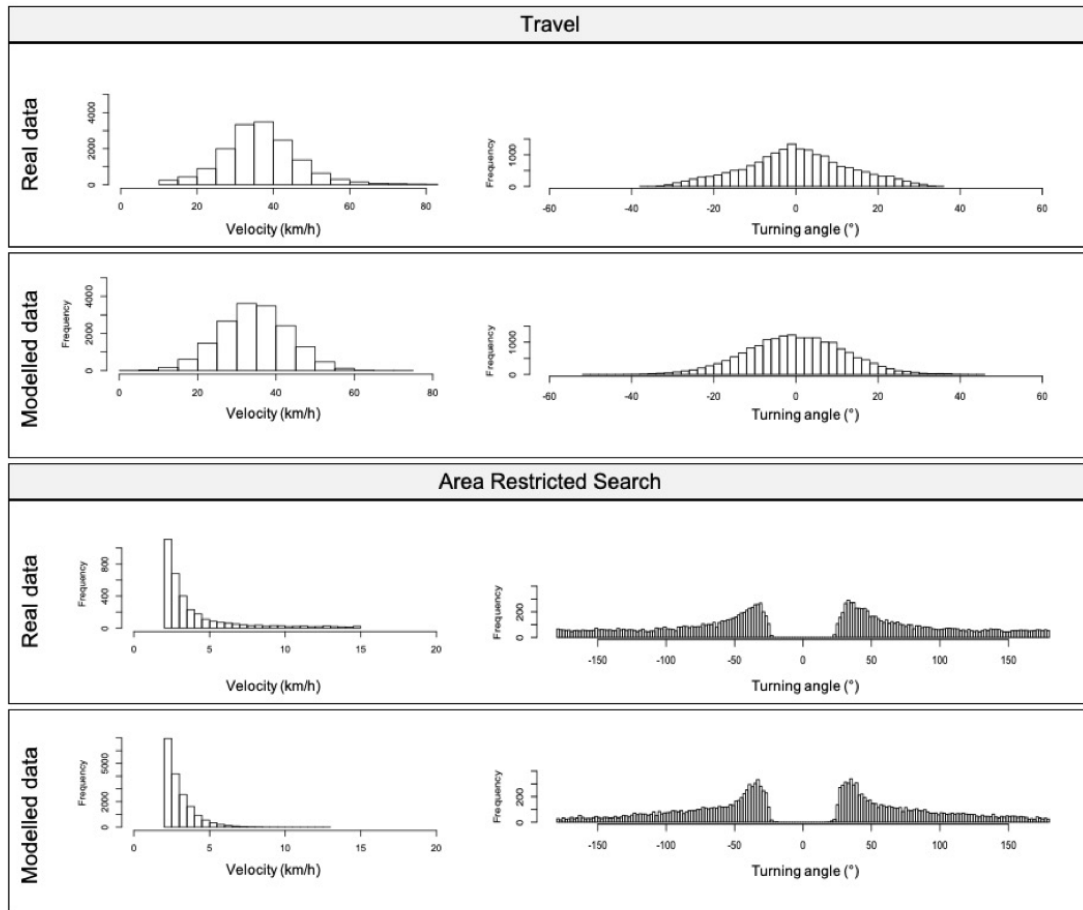 Travel
Real data
4000
2000
0
0 20 40 60 80
Velocity (km/h)
Frequency
1000
0
-60 -40 -20 0 20 40 60
Turning angle (°)
Modelled data
Frequency
4000
2000
0
0 20 40 60 80
Velocity (km/h)
Frequency
1000
0
-60 -40 -20 0 20 40 60
Turning angle (°)
Area Restricted Search
Real data
Frequency
800
400
0
0 5 10 15 20
Velocity (km/h)
Frequency
200
0
-150 -100 -50 0 50 100 150
Turning angle (°)
Modelled data
Frequency
5000
2000
0
0 5 10 15 20
Velocity (km/h)
Frequency
200
0
-150 -100 -50 0 50 100 150
Turning angle (°)